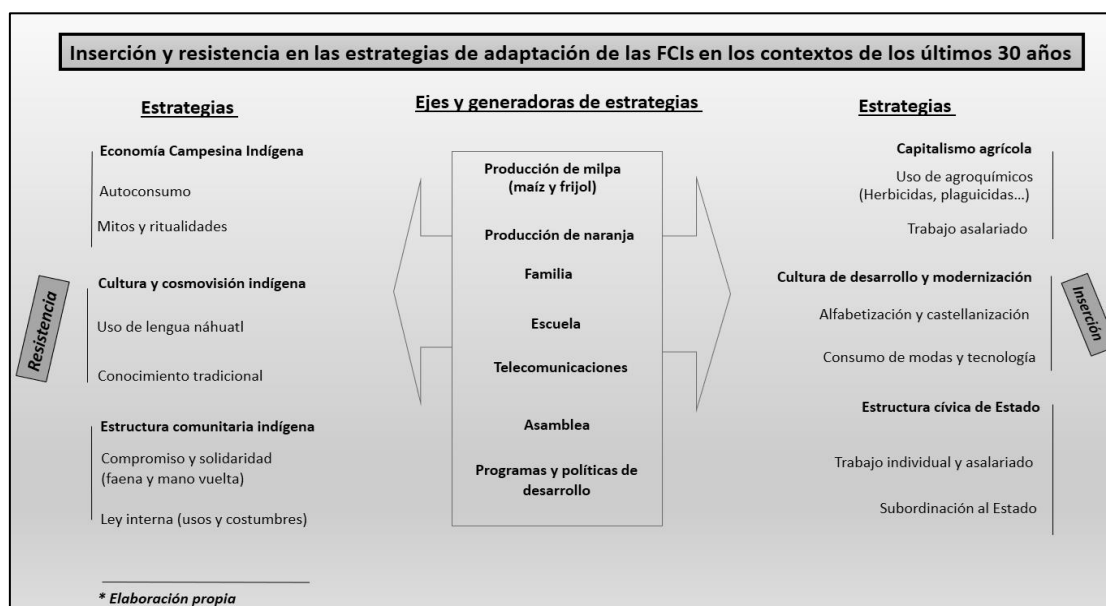 Inserción y resistencia en las estrategias de adaptación de las FCIs en los contextos de los últimos 30 años
Estrategias
Economía Campesina Indígena
Autoconsumo
Mitos y ritualidades
Resistencia
Cultura y cosmovisión indígena
Uso de lengua náhuatl
Conocimiento tradicional
Estructura comunitaria indígena
Compromiso y solidaridad
(faena y mano vuelta)
Ley interna (usos y costumbres)
Ejes y generadoras de estrategias
Producción de milpa
(maíz y frijol)
Producción de naranja
Familia
Escuela
Telecomunicaciones
Asamblea
Programas y políticas de
desarrollo
Estrategias
Capitalismo agrícola
Uso de agroquímicos
(Herbicidas, plaguicidas...)
Trabajo asalariado
Cultura de desarrollo y modernización
Alfabetización y castellanización
Consumo de modas y tecnología
Inserción
Estructura cívica de Estado
Trabajo individual y asalariado
Subordinación al Estado
* Elaboración propia